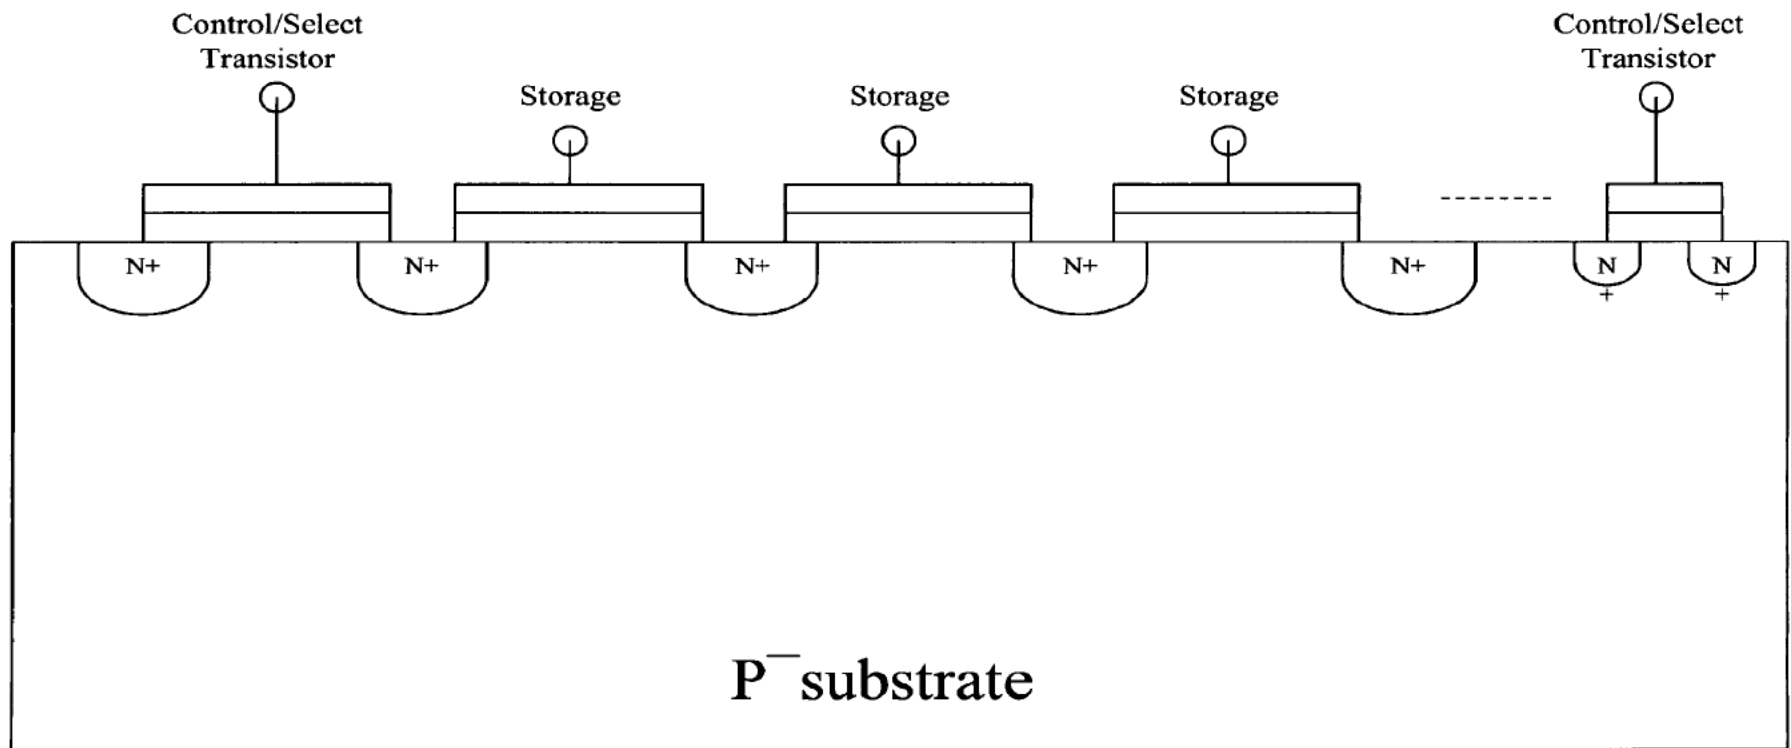 Control/Select
Transistor
Storage
Storage
Storage
Control/Select
Transistor
N+
N+
N+
N+
N+
N
+
N
+
P⁻ substrate